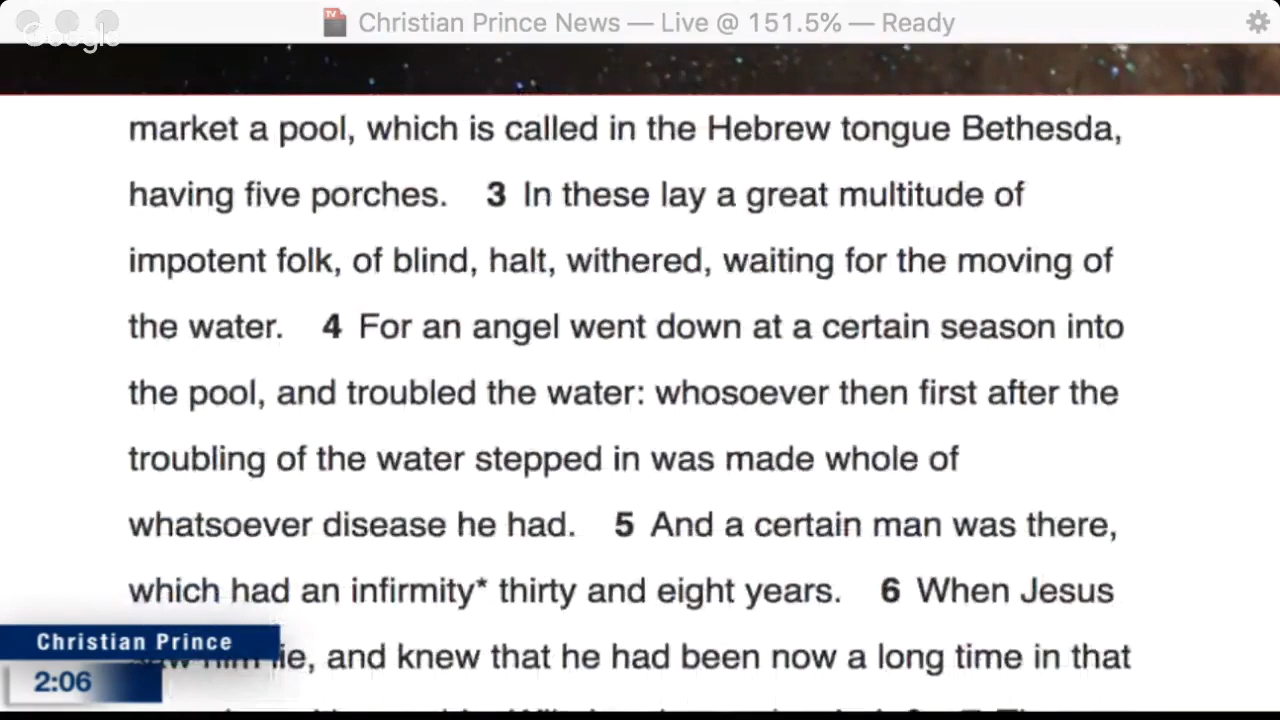 Christian Prince News — Live @ 151.5% — Ready
Google
market a pool, which is called in the Hebrew tongue Bethesda,
having five porches. 3 In these lay a great multitude of
impotent folk, of blind, halt, withered, waiting for the moving of
the water. 4 For an angel went down at a certain season into
the pool, and troubled the water: whosoever then first after the
troubling of the water stepped in was made whole of
whatsoever disease he had. 5 And a certain man was there,
which had an infirmity* thirty and eight years. 6 When Jesus
saw him lie, and knew that he had been now a long time in that
Christian Prince
2:06